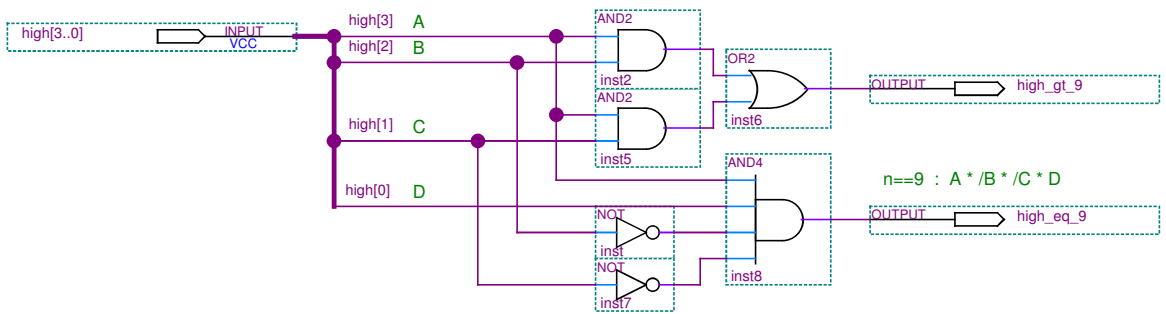 high[3..0]
INPUT
VCC
high[3]
A
high[2]
B
high[1]
C
high[0]
D
AND2
inst2
AND2
inst5
OR2
inst6
OUTPUT
high_gt_9
NOT
inst
NOT
inst7
AND4
inst8
n==9 : A * /B * /C * D
OUTPUT
high_eq_9